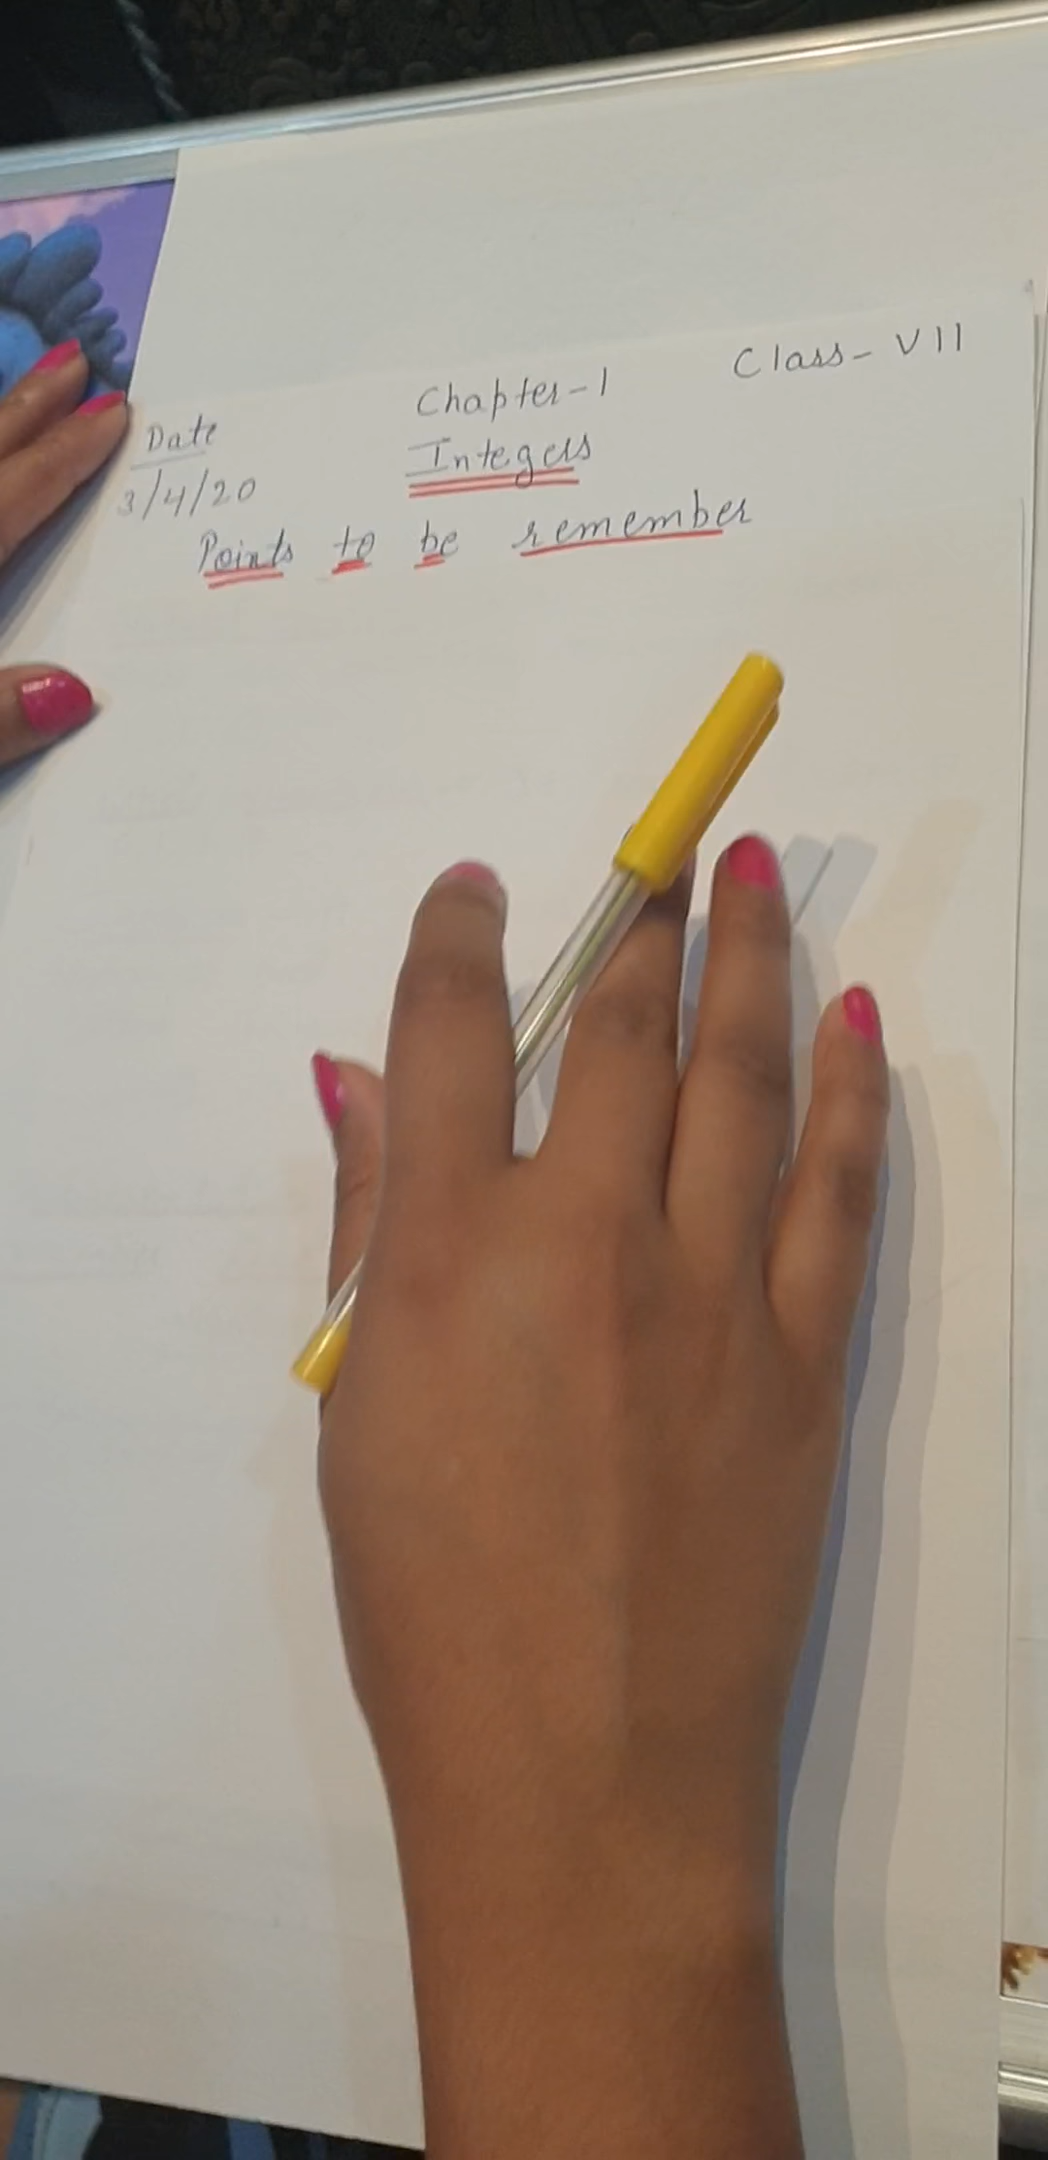 Class- VII
Chapter-1
Date
Integers
3/4/20
Points to be remember